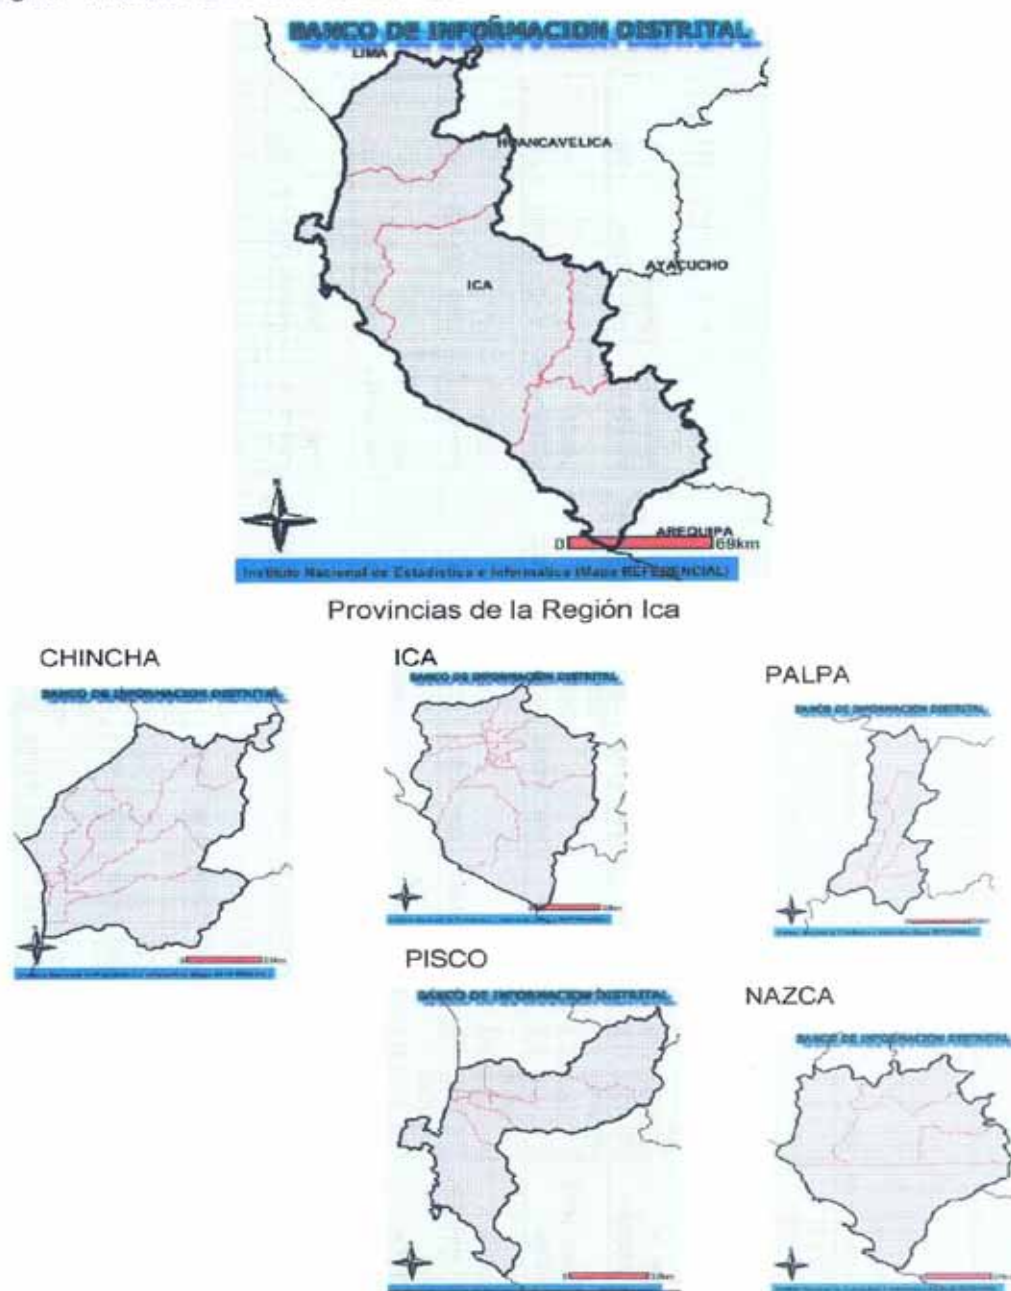 BANCO DE INFORMACION DISTRITAL
LIMA
HUANCAVELICA
AYACUCHO
ICA
AREQUIPA
0 69km
Instituto Nacional de Estadistica e Informatica (Mapa REFERENCIAL)
Provincias de la Región Ica
CHINCHA
ICA
PALPA
BANCO DE INFORMACION DISTRITAL
BANCO DE INFORMACION DISTRITAL
BANCO DE INFORMACION DISTRITAL
PISCO
NAZCA
BANCO DE INFORMACION DISTRITAL
BANCO DE INFORMACION DISTRITAL